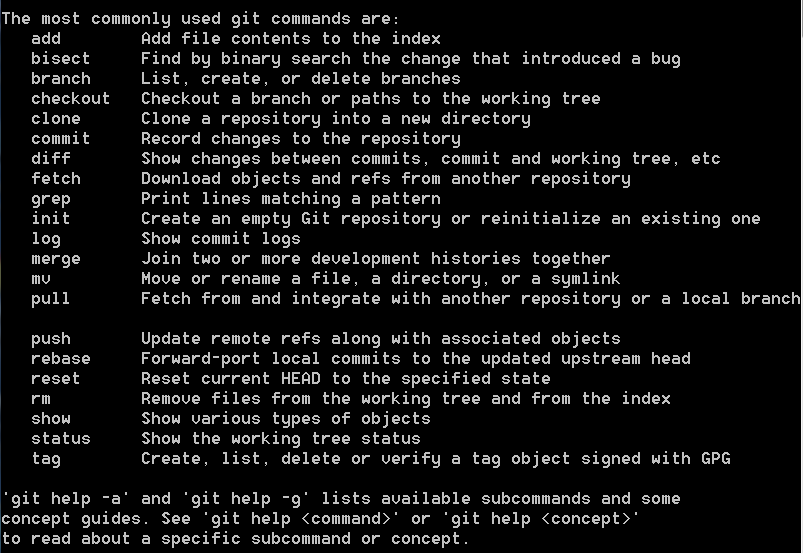 The most commonly used git commands are:
   add        Add file contents to the index
   bisect     Find by binary search the change that introduced a bug
   branch     List, create, or delete branches
   checkout   Checkout a branch or paths to the working tree
   clone      Clone a repository into a new directory
   commit     Record changes to the repository
   diff       Show changes between commits, commit and working tree, etc
   fetch      Download objects and refs from another repository
   grep       Print lines matching a pattern
   init       Create an empty Git repository or reinitialize an existing one
   log        Show commit logs
   merge      Join two or more development histories together
   mv         Move or rename a file, a directory, or a symlink
   pull       Fetch from and integrate with another repository or a local branch
   push       Update remote refs along with associated objects
   rebase     Forward-port local commits to the updated upstream head
   reset      Reset current HEAD to the specified state
   rm         Remove files from the working tree and from the index
   show       Show various types of objects
   status     Show the working tree status
   tag        Create, list, delete or verify a tag object signed with GPG
'git help -a' and 'git help -g' lists available subcommands and some
concept guides. See 'git help <command>' or 'git help <concept>'
to read about a specific subcommand or concept.